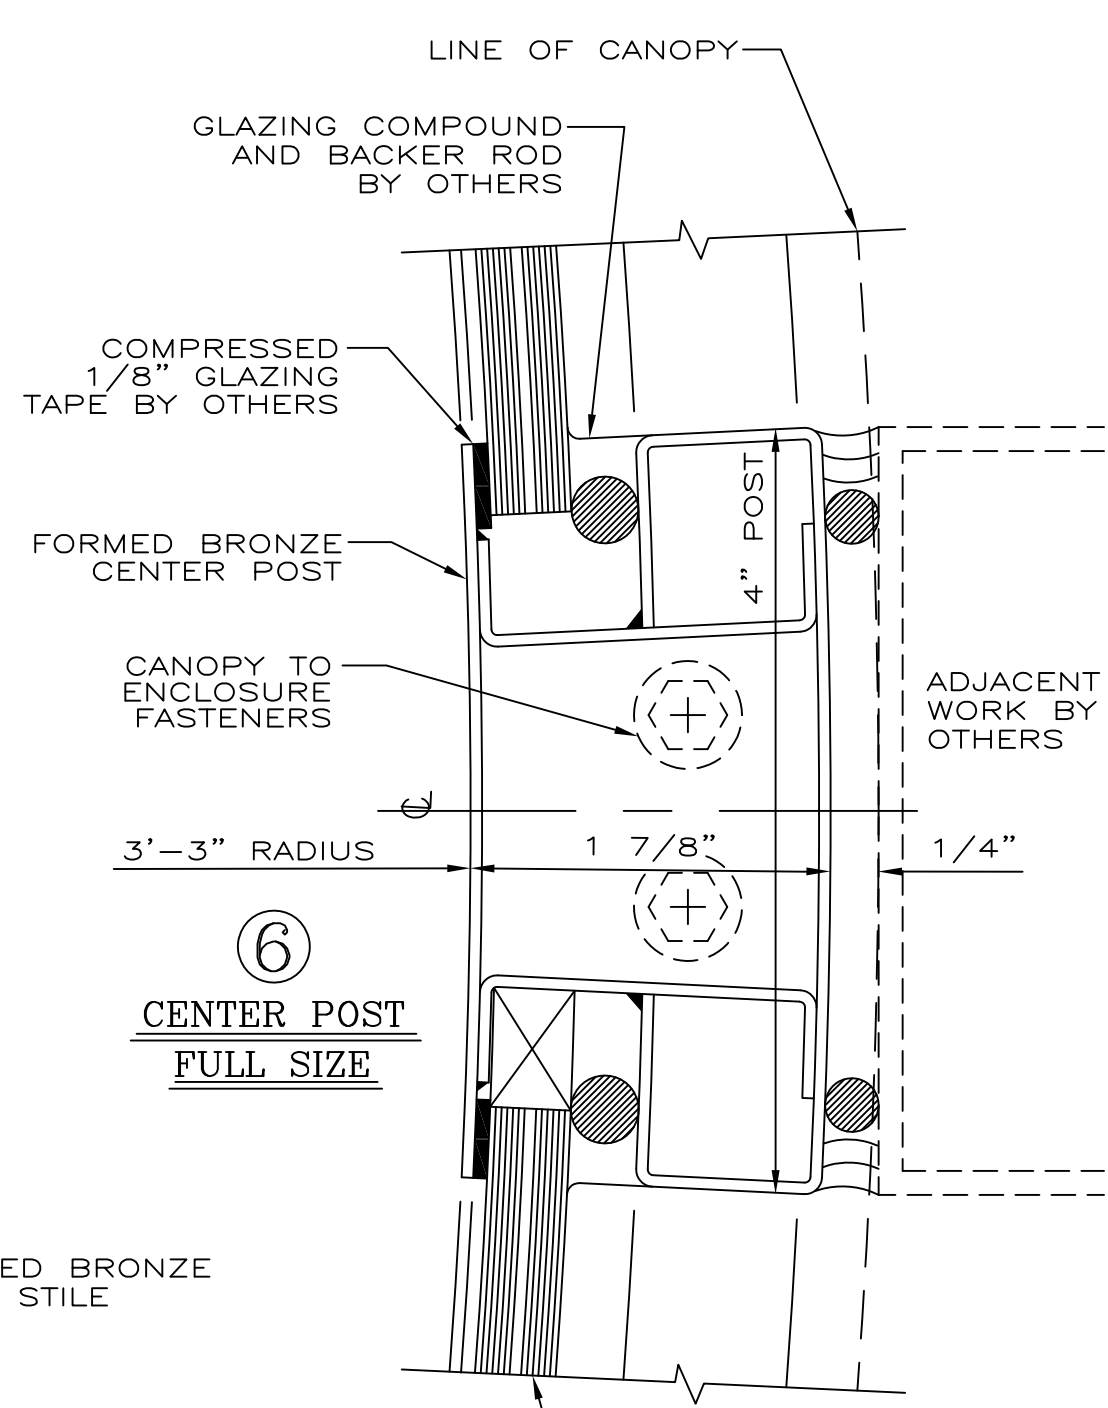 LINE OF CANOPY
GLAZING COMPOUND
AND BACKER ROD
BY OTHERS
COMPRESSED
1/8" GLAZING
TAPE BY OTHERS
4" POST
FORMED BRONZE
CENTER POST
CANOPY TO
ENCLOSURE
FASTENERS
ADJACENT
WORK BY
OTHERS
℄
3'-3" RADIUS
1 7/8"
1/4"
6
CENTER POST
FULL SIZE
ED BRONZE
STILE